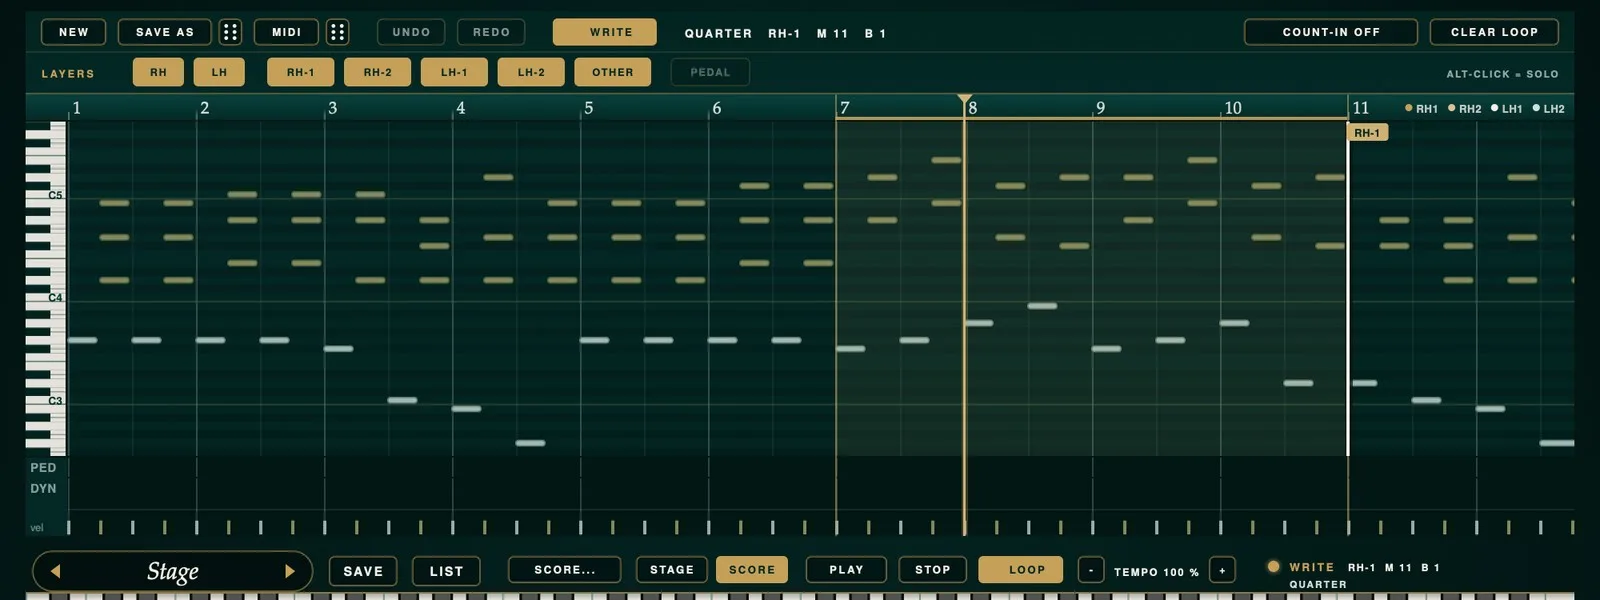 NEW SAVE AS MIDI UNDO REDO WRITE QUARTER RH-1 M 11 B 1 COUNT-IN OFF CLEAR LOOP
LAYERS RH LH RH-1 RH-2 LH-1 LH-2 OTHER PEDAL ALT-CLICK = SOLO
1 2 3 4 5 6 7 8 9 10 11 RH1 RH2 LH1 LH2
RH-1
C5
C4
C3
PED
DYN
vel
Stage SAVE LIST SCORE... STAGE SCORE PLAY STOP LOOP - TEMPO 100 % + WRITE RH-1 M 11 B 1
QUARTER